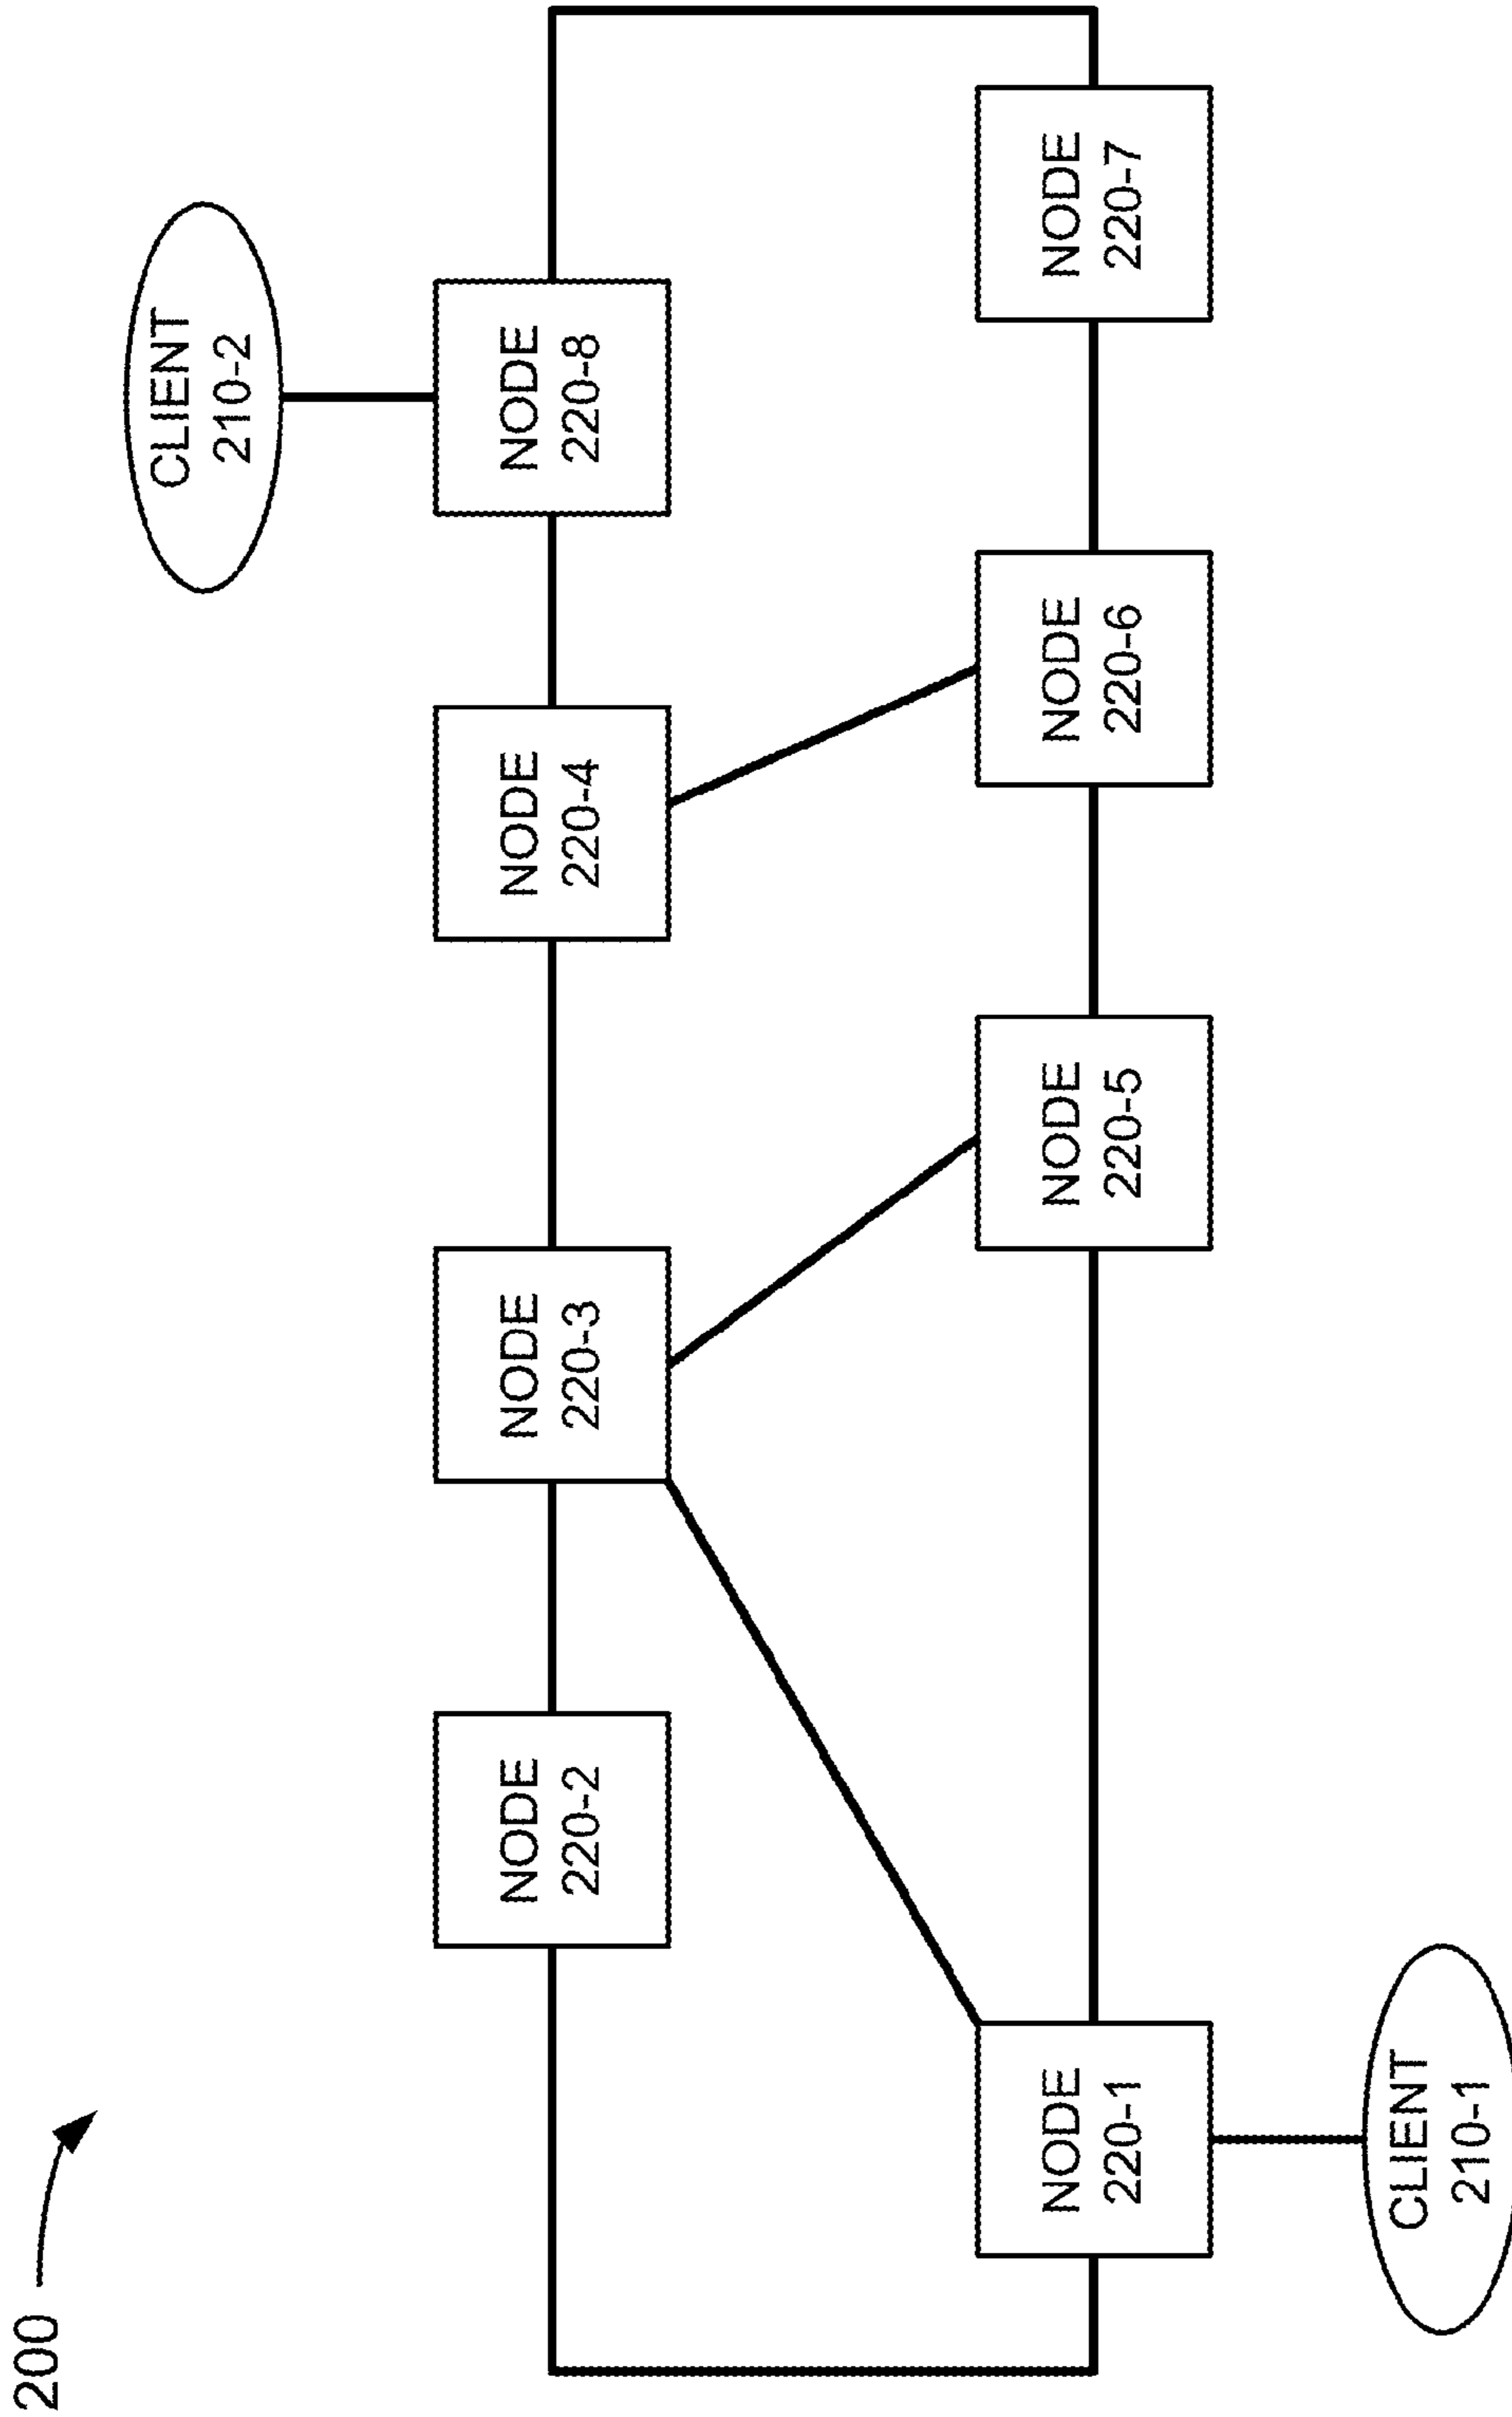 200
CLIENT
210-2
NODE
220-2
NODE
220-3
NODE
220-4
NODE
220-8
NODE
220-1
NODE
220-5
NODE
220-6
NODE
220-7
CLIENT
210-1